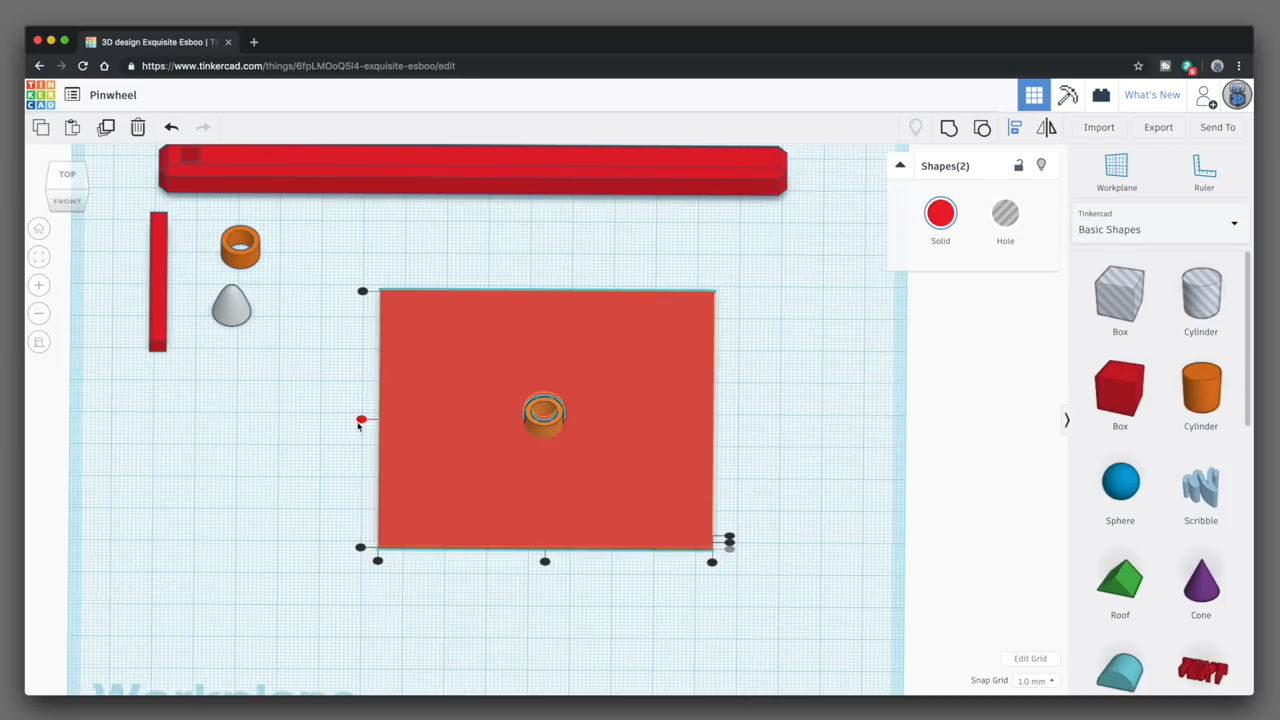 3D design Exquisite Esboo | Ti
https://www.tinkercad.com/things/6fpLMOoQ5l4-exquisite-esboo/edit
TIN
KER
CAD
Pinwheel
What's New
Import
Export
Send To
TOP
FRONT
Shapes(2)
Solid
Hole
Workplane
Ruler
Tinkercad
Basic Shapes
Box
Cylinder
Box
Cylinder
Sphere
Scribble
Roof
Cone
TEXT
Edit Grid
Snap Grid
1.0 mm
Workplane